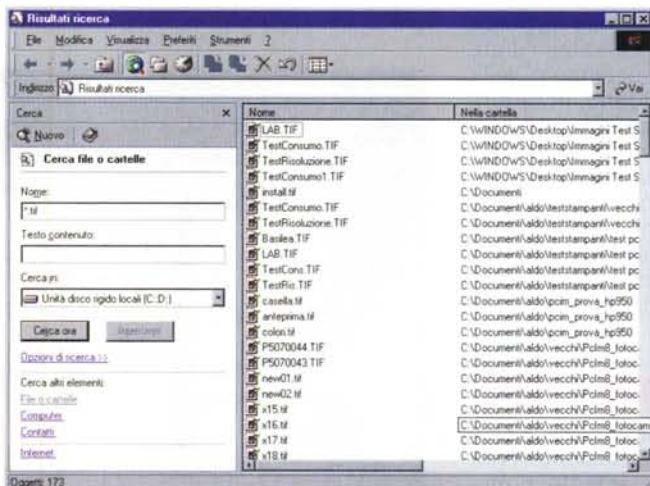 Risultati ricerca
File Modifica Visualizza Preferiti Strumenti ?
Indirizzo Risultati ricerca Vai
Cerca
Nuovo
Cerca file o cartelle
Nome:
*.tif
Testo contenuto:
Cerca in:
Unità disco rigido locali (C:,D:)
Cerca ora Interrompi
Opzioni di ricerca >>
Cerca altri elementi:
File o cartelle
Computer
Contatti
Internet
Nome Nella cartella
LAB.TIF C:\WINDOWS\Desktop\Immagini Test S
TestConsumo.TIF C:\WINDOWS\Desktop\Immagini Test S
TestRisoluzione.TIF C:\WINDOWS\Desktop\Immagini Test S
TestConsumo1.TIF C:\WINDOWS\Desktop\Immagini Test S
install.tif C:\Documenti
TestConsumo.TIF C:\Documenti\aldo\teststampanti\vecchi
TestRisoluzione.TIF C:\Documenti\aldo\teststampanti\vecchi
Basilea.TIF C:\Documenti\aldo\teststampanti\test pc
LAB.TIF C:\Documenti\aldo\teststampanti\test pc
TestCons.TIF C:\Documenti\aldo\teststampanti\test pc
TestRis.TIF C:\Documenti\aldo\teststampanti\test pc
casella.tif C:\Documenti\aldo\pcim_prova_hp950
anteprima.tif C:\Documenti\aldo\pcim_prova_hp950
colori.tif C:\Documenti\aldo\pcim_prova_hp950
P5070044.TIF C:\Documenti\aldo\vecchi\PcIm8_fotoc
P5070043.TIF C:\Documenti\aldo\vecchi\PcIm8_fotoc
new01.tif C:\Documenti\aldo\vecchi\PcIm8_fotoc
new02.tif C:\Documenti\aldo\vecchi\PcIm8_fotoc
x15.tif C:\Documenti\aldo\vecchi\PcIm8_fotoc
x16.tif C:\Documenti\aldo\vecchi\PcIm8_fotocam
x17.tif C:\Documenti\aldo\vecchi\PcIm8_fotoc
x18.tif C:\Documenti\aldo\vecchi\PcIm8_fotoc
Oggetti: 173